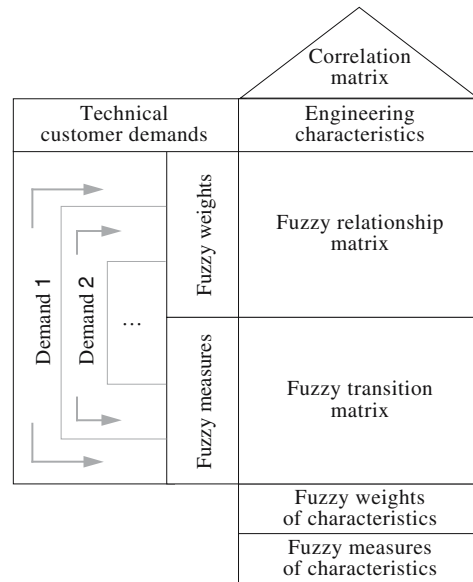 Correlation
matrix
Technical
customer demands
Engineering
characteristics
Demand 1
Demand 2
...
Fuzzy weights
Fuzzy relationship
matrix
Fuzzy measures
Fuzzy transition
matrix
Fuzzy weights
of characteristics
Fuzzy measures
of characteristics